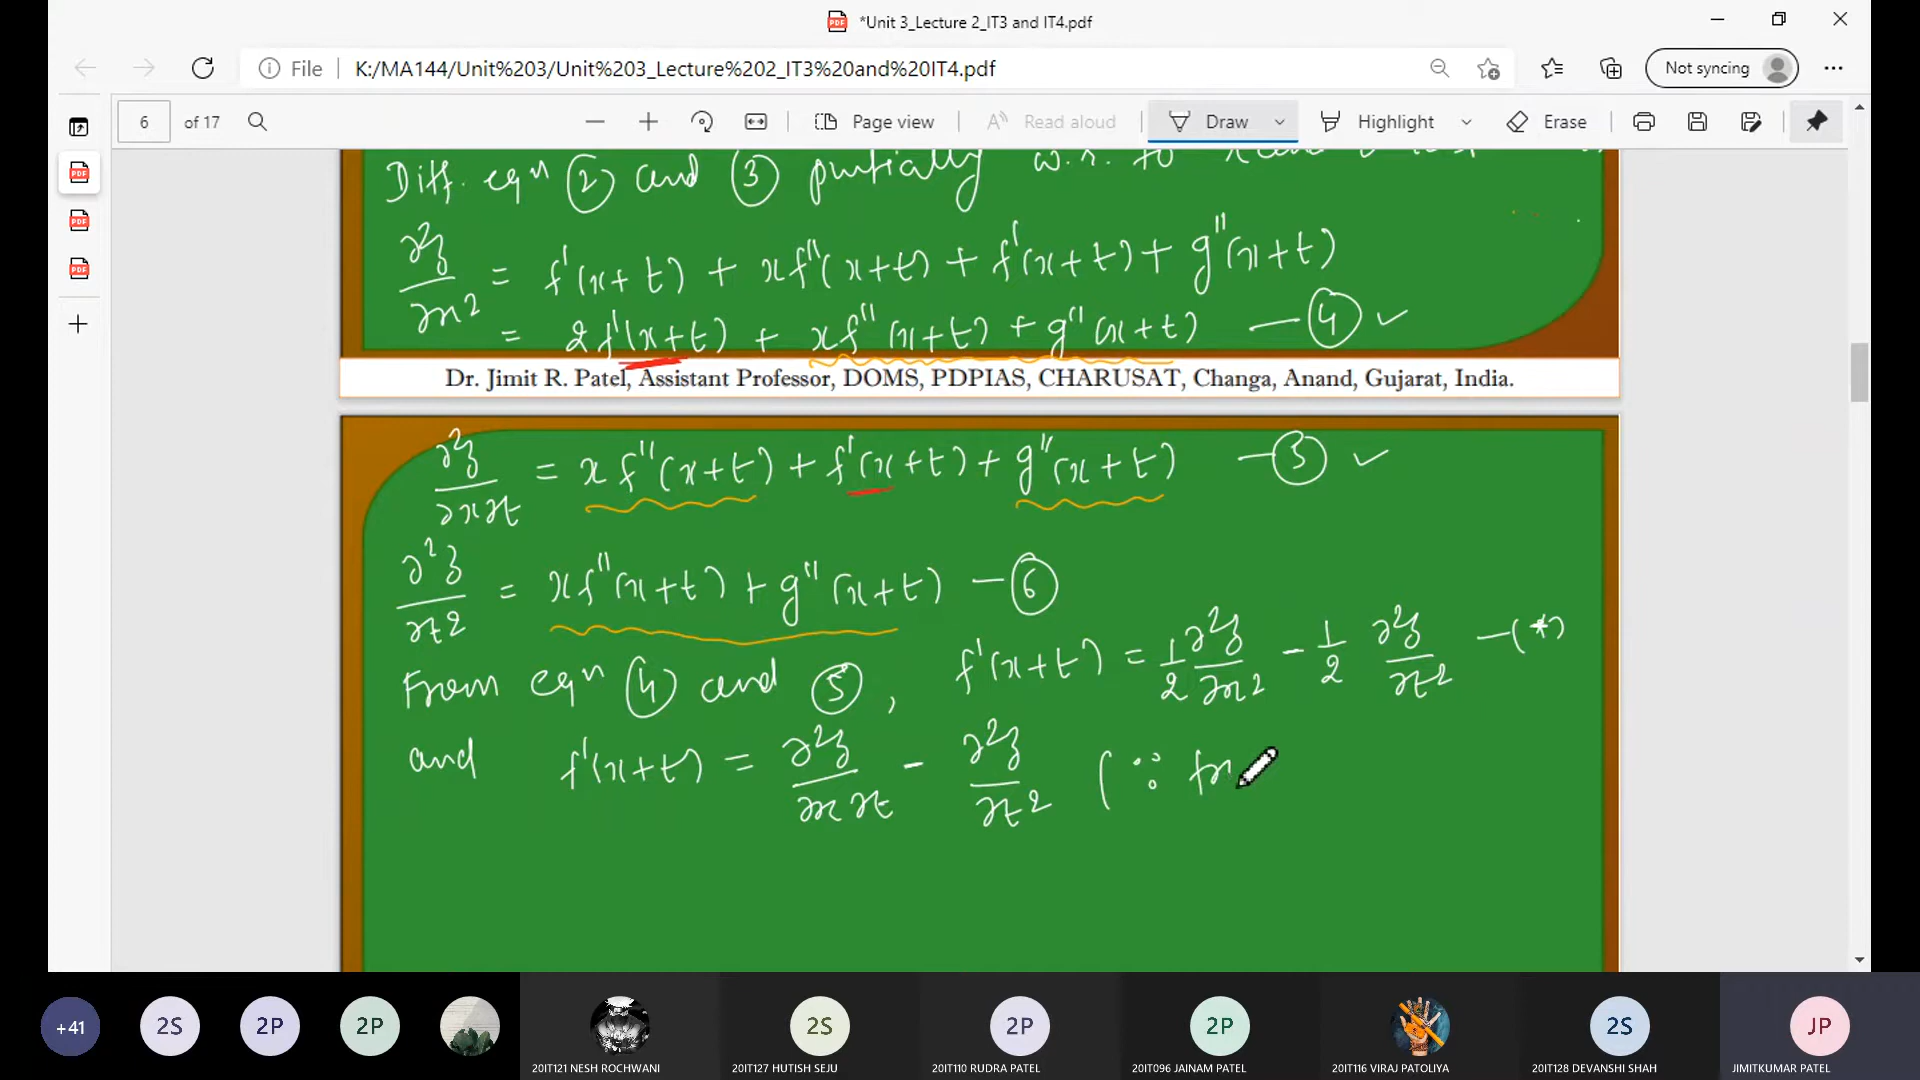 *Unit 3_Lecture 2_IT3 and IT4.pdf
File K:/MA144/Unit%203/Unit%203_Lecture%202_IT3%20and%20IT4.pdf Not syncing
6 of 17 Page view Read aloud Draw Highlight Erase
Diff. eqn ② and ③ partially w.r. to
∂²z/∂x² = f'(x+t) + xf''(x+t) + f'(x+t) + g''(x+t)
= 2f'(x+t) + xf''(x+t) + g''(x+t) —④ ✓
Dr. Jimit R. Patel, Assistant Professor, DOMS, PDPIAS, CHARUSAT, Changa, Anand, Gujarat, India.
∂²z/∂x∂t = xf''(x+t) + f'(x+t) + g''(x+t) —⑤ ✓
∂²z/∂t² = xf''(x+t) + g''(x+t) —⑥
From eqn ④ and ⑤, f'(x+t) = 1/2 ∂²z/∂x² - 1/2 ∂²z/∂t² —(*)
and f'(x+t) = ∂²z/∂x∂t - ∂²z/∂t² (∵
+41 2S 2P 2P 2S 2P 2P 2S JP
20IT121 NESH ROCHWANI 20IT127 HUTISH SEJU 20IT110 RUDRA PATEL 20IT096 JAINAM PATEL 20IT116 VIRAJ PATOLIYA 20IT128 DEVANSHI SHAH JIMITKUMAR PATEL